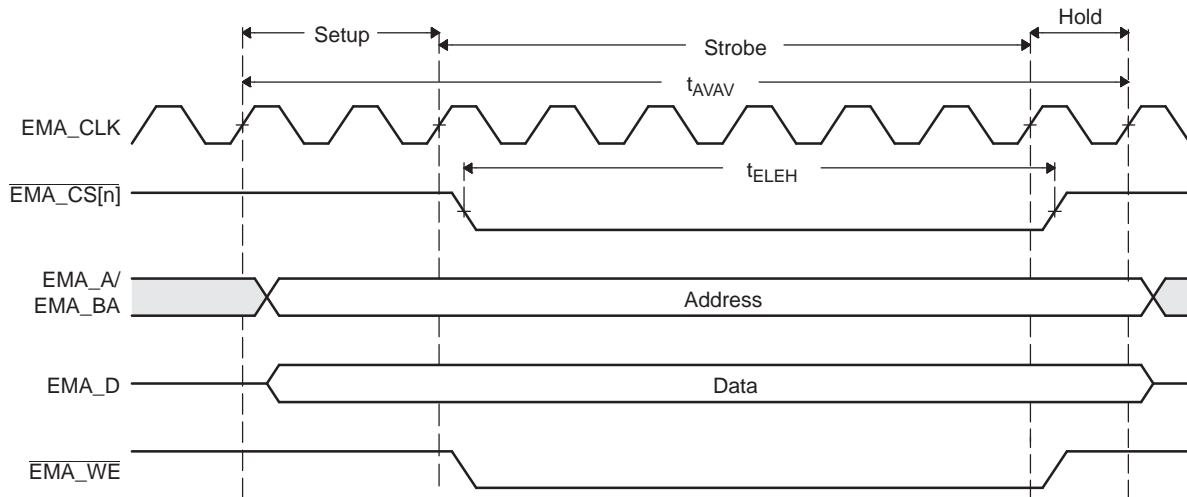 Setup
Strobe
Hold
tAVAV
EMA_CLK
tELEH
EMA_CS[n]
EMA_A/
EMA_BA
Address
EMA_D
Data
EMA_WE